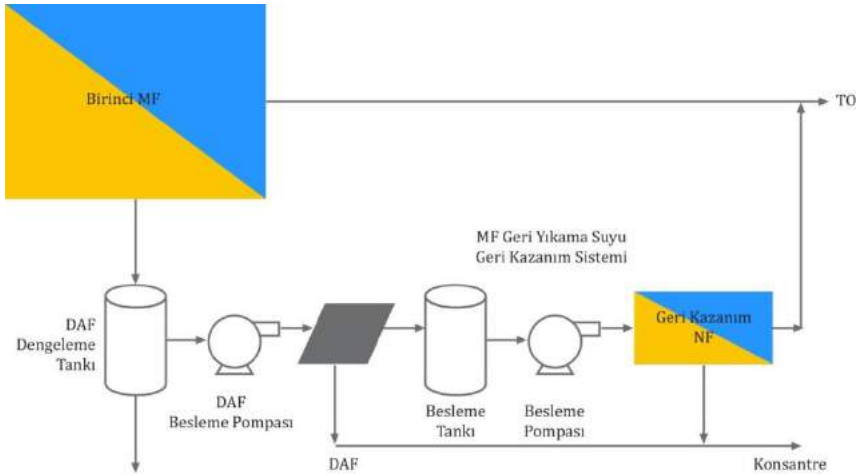 Birinci MF
TO
MF Geri Yıkama Suyu
Geri Kazanım Sistemi
DAF
Dengeleme
Tankı
Geri Kazanım
NF
DAF
Besleme Pompası
Besleme
Tankı
Besleme
Pompası
DAF
Konsantre